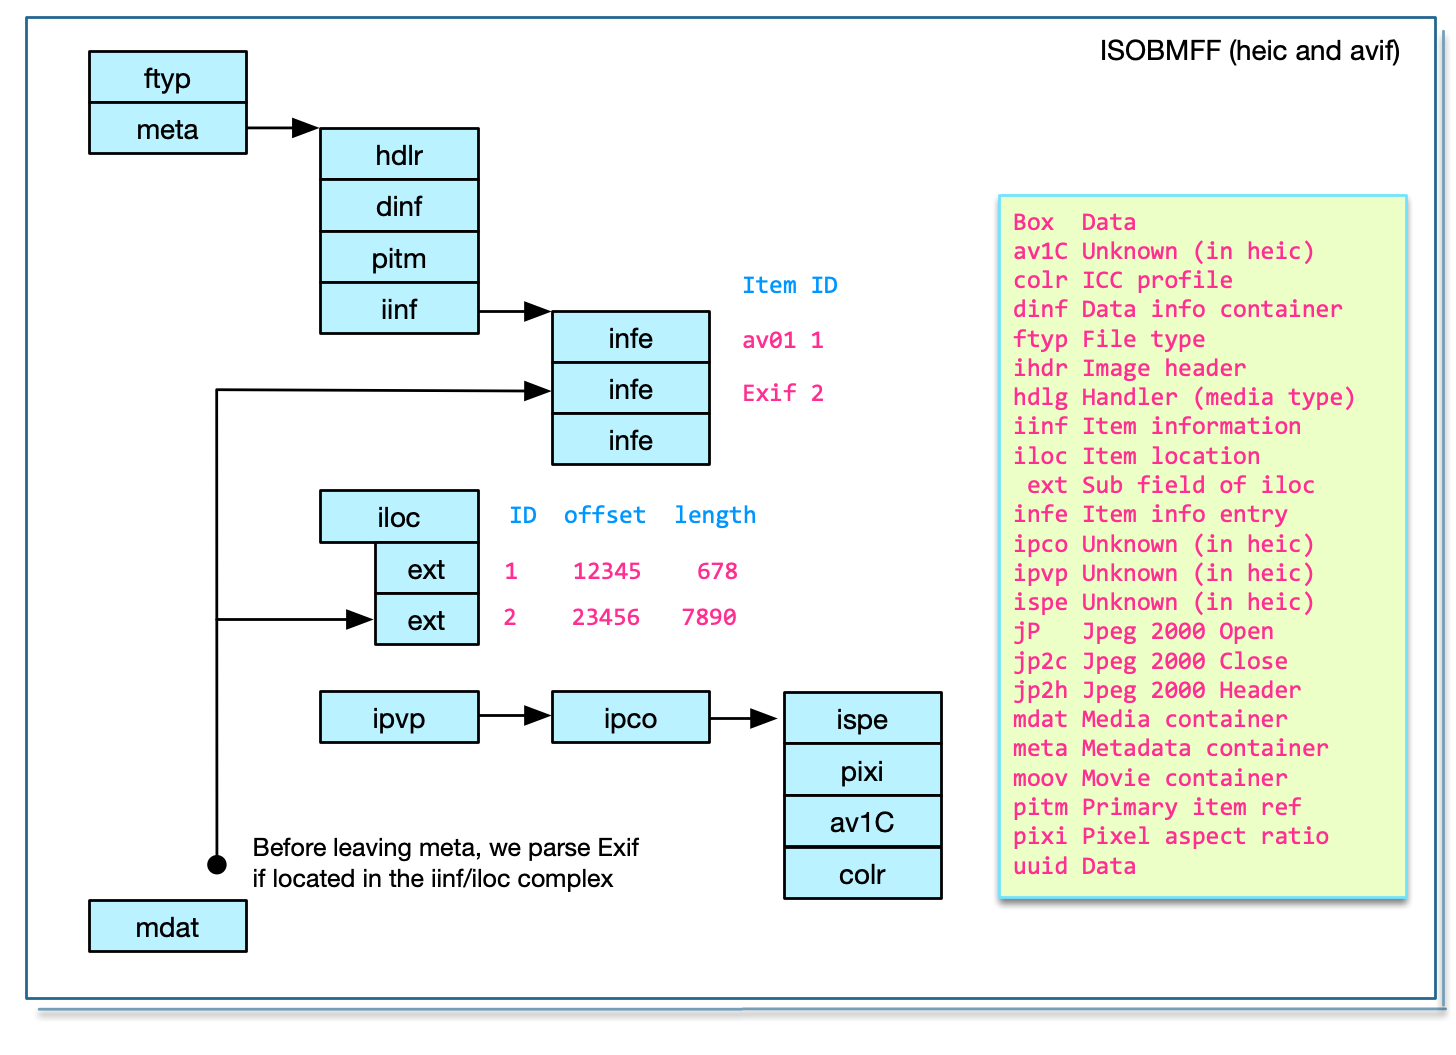 ISOBMFF (heic and avif)
ftyp
meta
hdlr
dinf
pitm
iinf
Item ID
infe
av01 1
infe
Exif 2
infe
iloc
ID offset length
ext
1 12345 678
ext
2 23456 7890
ipvp
ipco
ispe
pixi
av1C
colr
Before leaving meta, we parse Exif
if located in the iinf/iloc complex
mdat
Box Data
av1C Unknown (in heic)
colr ICC profile
dinf Data info container
ftyp File type
ihdr Image header
hdlg Handler (media type)
iinf Item information
iloc Item location
ext Sub field of iloc
infe Item info entry
ipco Unknown (in heic)
ipvp Unknown (in heic)
ispe Unknown (in heic)
jP Jpeg 2000 Open
jp2c Jpeg 2000 Close
jp2h Jpeg 2000 Header
mdat Media container
meta Metadata container
moov Movie container
pitm Primary item ref
pixi Pixel aspect ratio
uuid Data